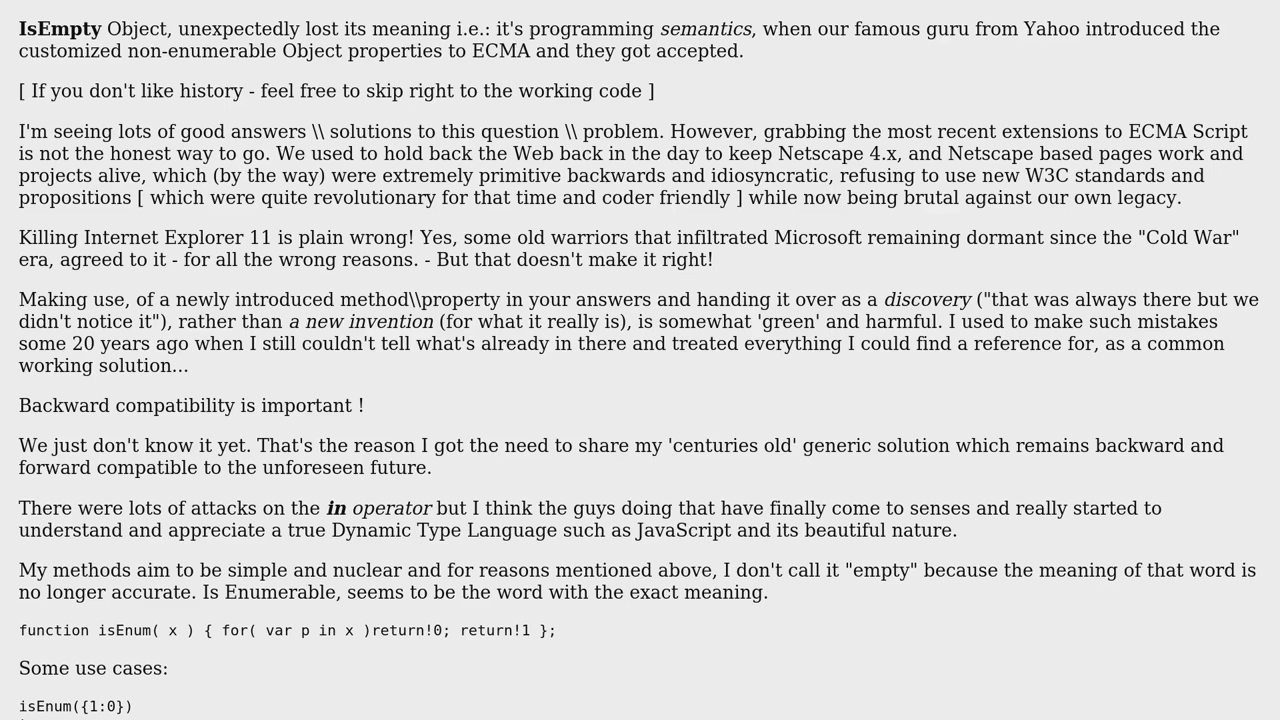 IsEmpty Object, unexpectedly lost its meaning i.e.: it's programming semantics, when our famous guru from Yahoo introduced the
customized non-enumerable Object properties to ECMA and they got accepted.
[ If you don't like history - feel free to skip right to the working code ]
I'm seeing lots of good answers \\ solutions to this question \\ problem. However, grabbing the most recent extensions to ECMA Script
is not the honest way to go. We used to hold back the Web back in the day to keep Netscape 4.x, and Netscape based pages work and
projects alive, which (by the way) were extremely primitive backwards and idiosyncratic, refusing to use new W3C standards and
propositions [ which were quite revolutionary for that time and coder friendly ] while now being brutal against our own legacy.
Killing Internet Explorer 11 is plain wrong! Yes, some old warriors that infiltrated Microsoft remaining dormant since the "Cold War"
era, agreed to it - for all the wrong reasons. - But that doesn't make it right!
Making use, of a newly introduced method\\property in your answers and handing it over as a discovery ("that was always there but we
didn't notice it"), rather than a new invention (for what it really is), is somewhat 'green' and harmful. I used to make such mistakes
some 20 years ago when I still couldn't tell what's already in there and treated everything I could find a reference for, as a common
working solution...
Backward compatibility is important !
We just don't know it yet. That's the reason I got the need to share my 'centuries old' generic solution which remains backward and
forward compatible to the unforeseen future.
There were lots of attacks on the in operator but I think the guys doing that have finally come to senses and really started to
understand and appreciate a true Dynamic Type Language such as JavaScript and its beautiful nature.
My methods aim to be simple and nuclear and for reasons mentioned above, I don't call it "empty" because the meaning of that word is
no longer accurate. Is Enumerable, seems to be the word with the exact meaning.
function isEnum( x ) { for( var p in x )return!0; return!1 };
Some use cases:
isEnum({1:0})